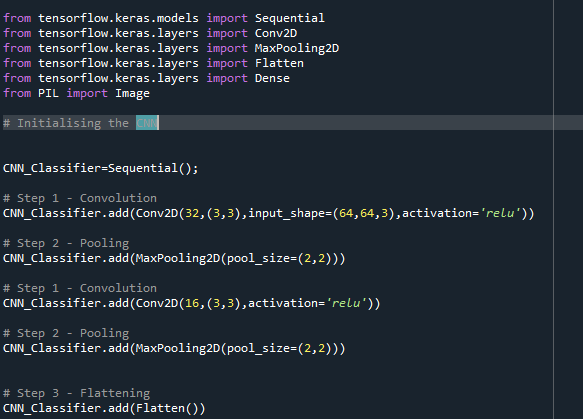 from tensorflow.keras.models import Sequential
from tensorflow.keras.layers import Conv2D
from tensorflow.keras.layers import MaxPooling2D
from tensorflow.keras.layers import Flatten
from tensorflow.keras.layers import Dense
from PIL import Image
# Initialising the CNN
CNN_Classifier=Sequential();
# Step 1 - Convolution
CNN_Classifier.add(Conv2D(32,(3,3),input_shape=(64,64,3),activation='relu'))
# Step 2 - Pooling
CNN_Classifier.add(MaxPooling2D(pool_size=(2,2)))
# Step 1 - Convolution
CNN_Classifier.add(Conv2D(16,(3,3),activation='relu'))
# Step 2 - Pooling
CNN_Classifier.add(MaxPooling2D(pool_size=(2,2)))
# Step 3 - Flattening
CNN_Classifier.add(Flatten())